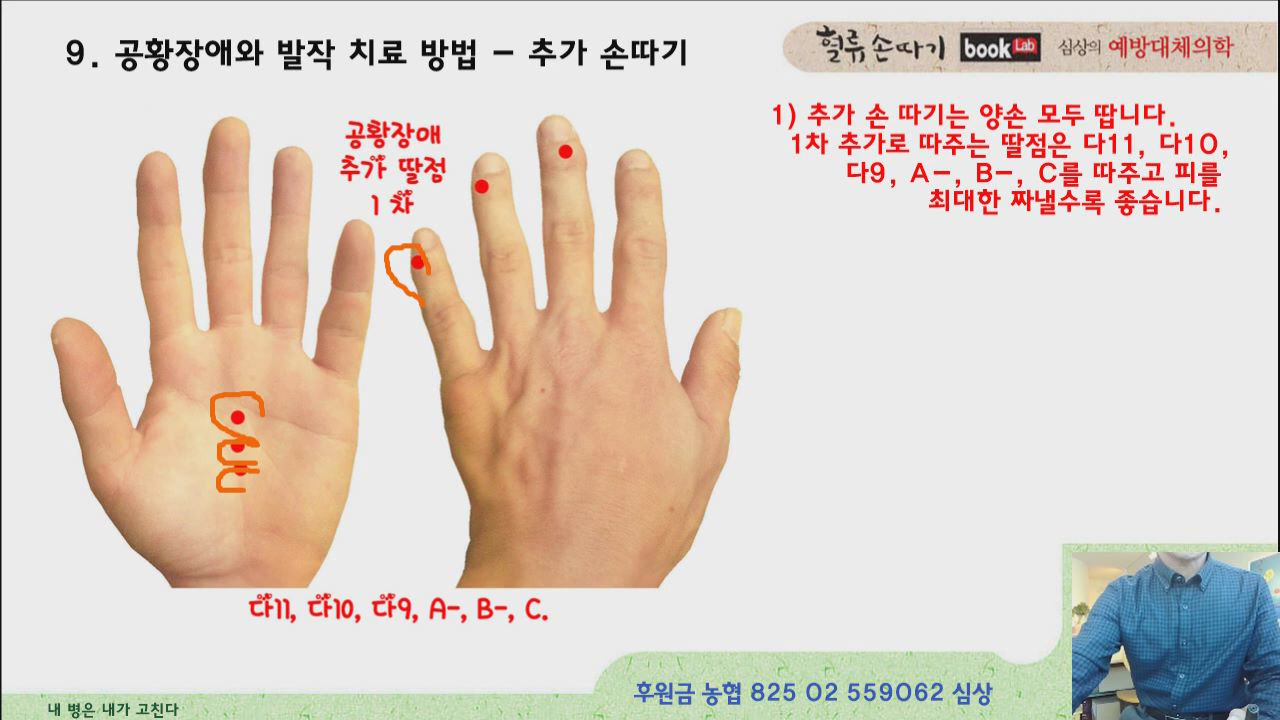 9. 공황장애와 발작 치료 방법 - 추가 손따기
혈류 손따기 book Lab 심상의 예방대체의학
공황장애
추가 딸점
1 차
1) 추가 손 따기는 양손 모두 땁니다.
1차 추가로 따주는 딸점은 다11, 다10,
다9, A-, B-, C를 따주고 피를
최대한 짜낼수록 좋습니다.
다11, 다10, 다9, A-, B-, C.
후원금 농협 825 02 559062 심상
내 병은 내가 고친다